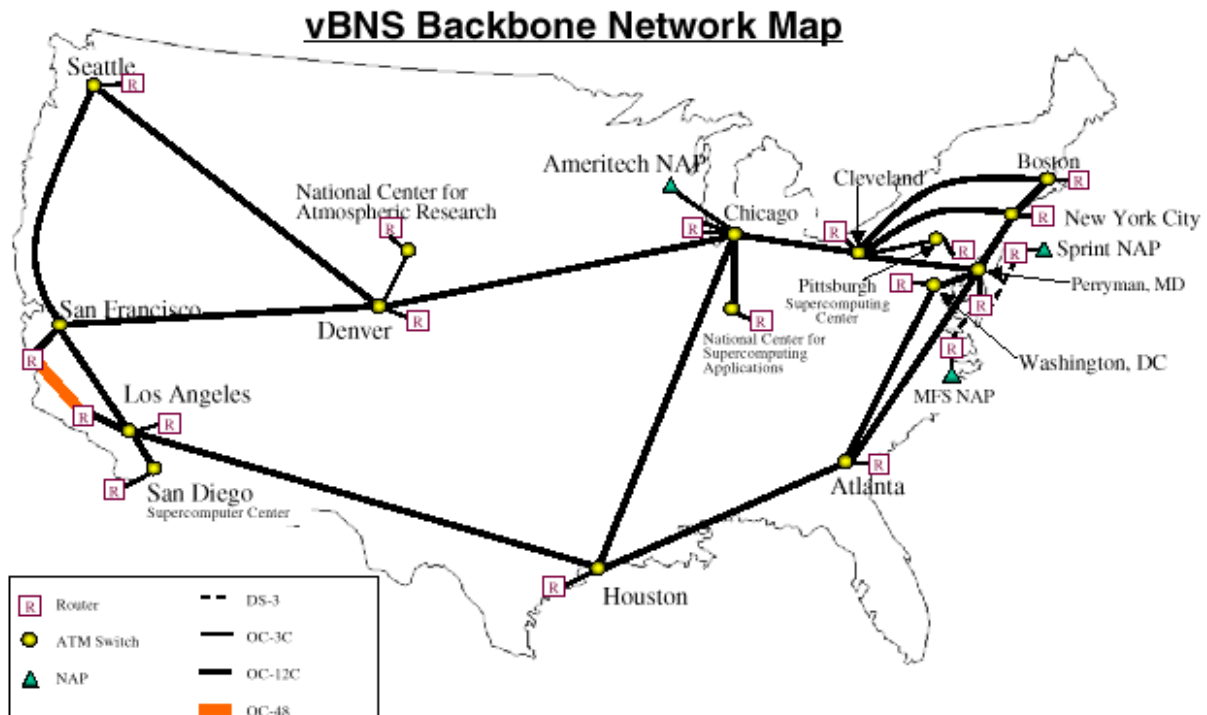 vBNS Backbone Network Map
Seattle
R
Ameritech NAP
Boston
Cleveland
R
National Center for
Atmospheric Research
R
R
Chicago
R
R
New York City
R
Sprint NAP
R
R
Pittsburgh
Supercomputing
Center
R
Perryman, MD
R
San Francisco
Denver
R
R
National Center for
Supercomputing
Applications
R
R
Washington, DC
MFS NAP
Los Angeles
R
R
R
Atlanta
R
San Diego
Supercomputer Center
R
Houston
R Router
ATM Switch
NAP
DS-3
OC-3C
OC-12C
OC-48